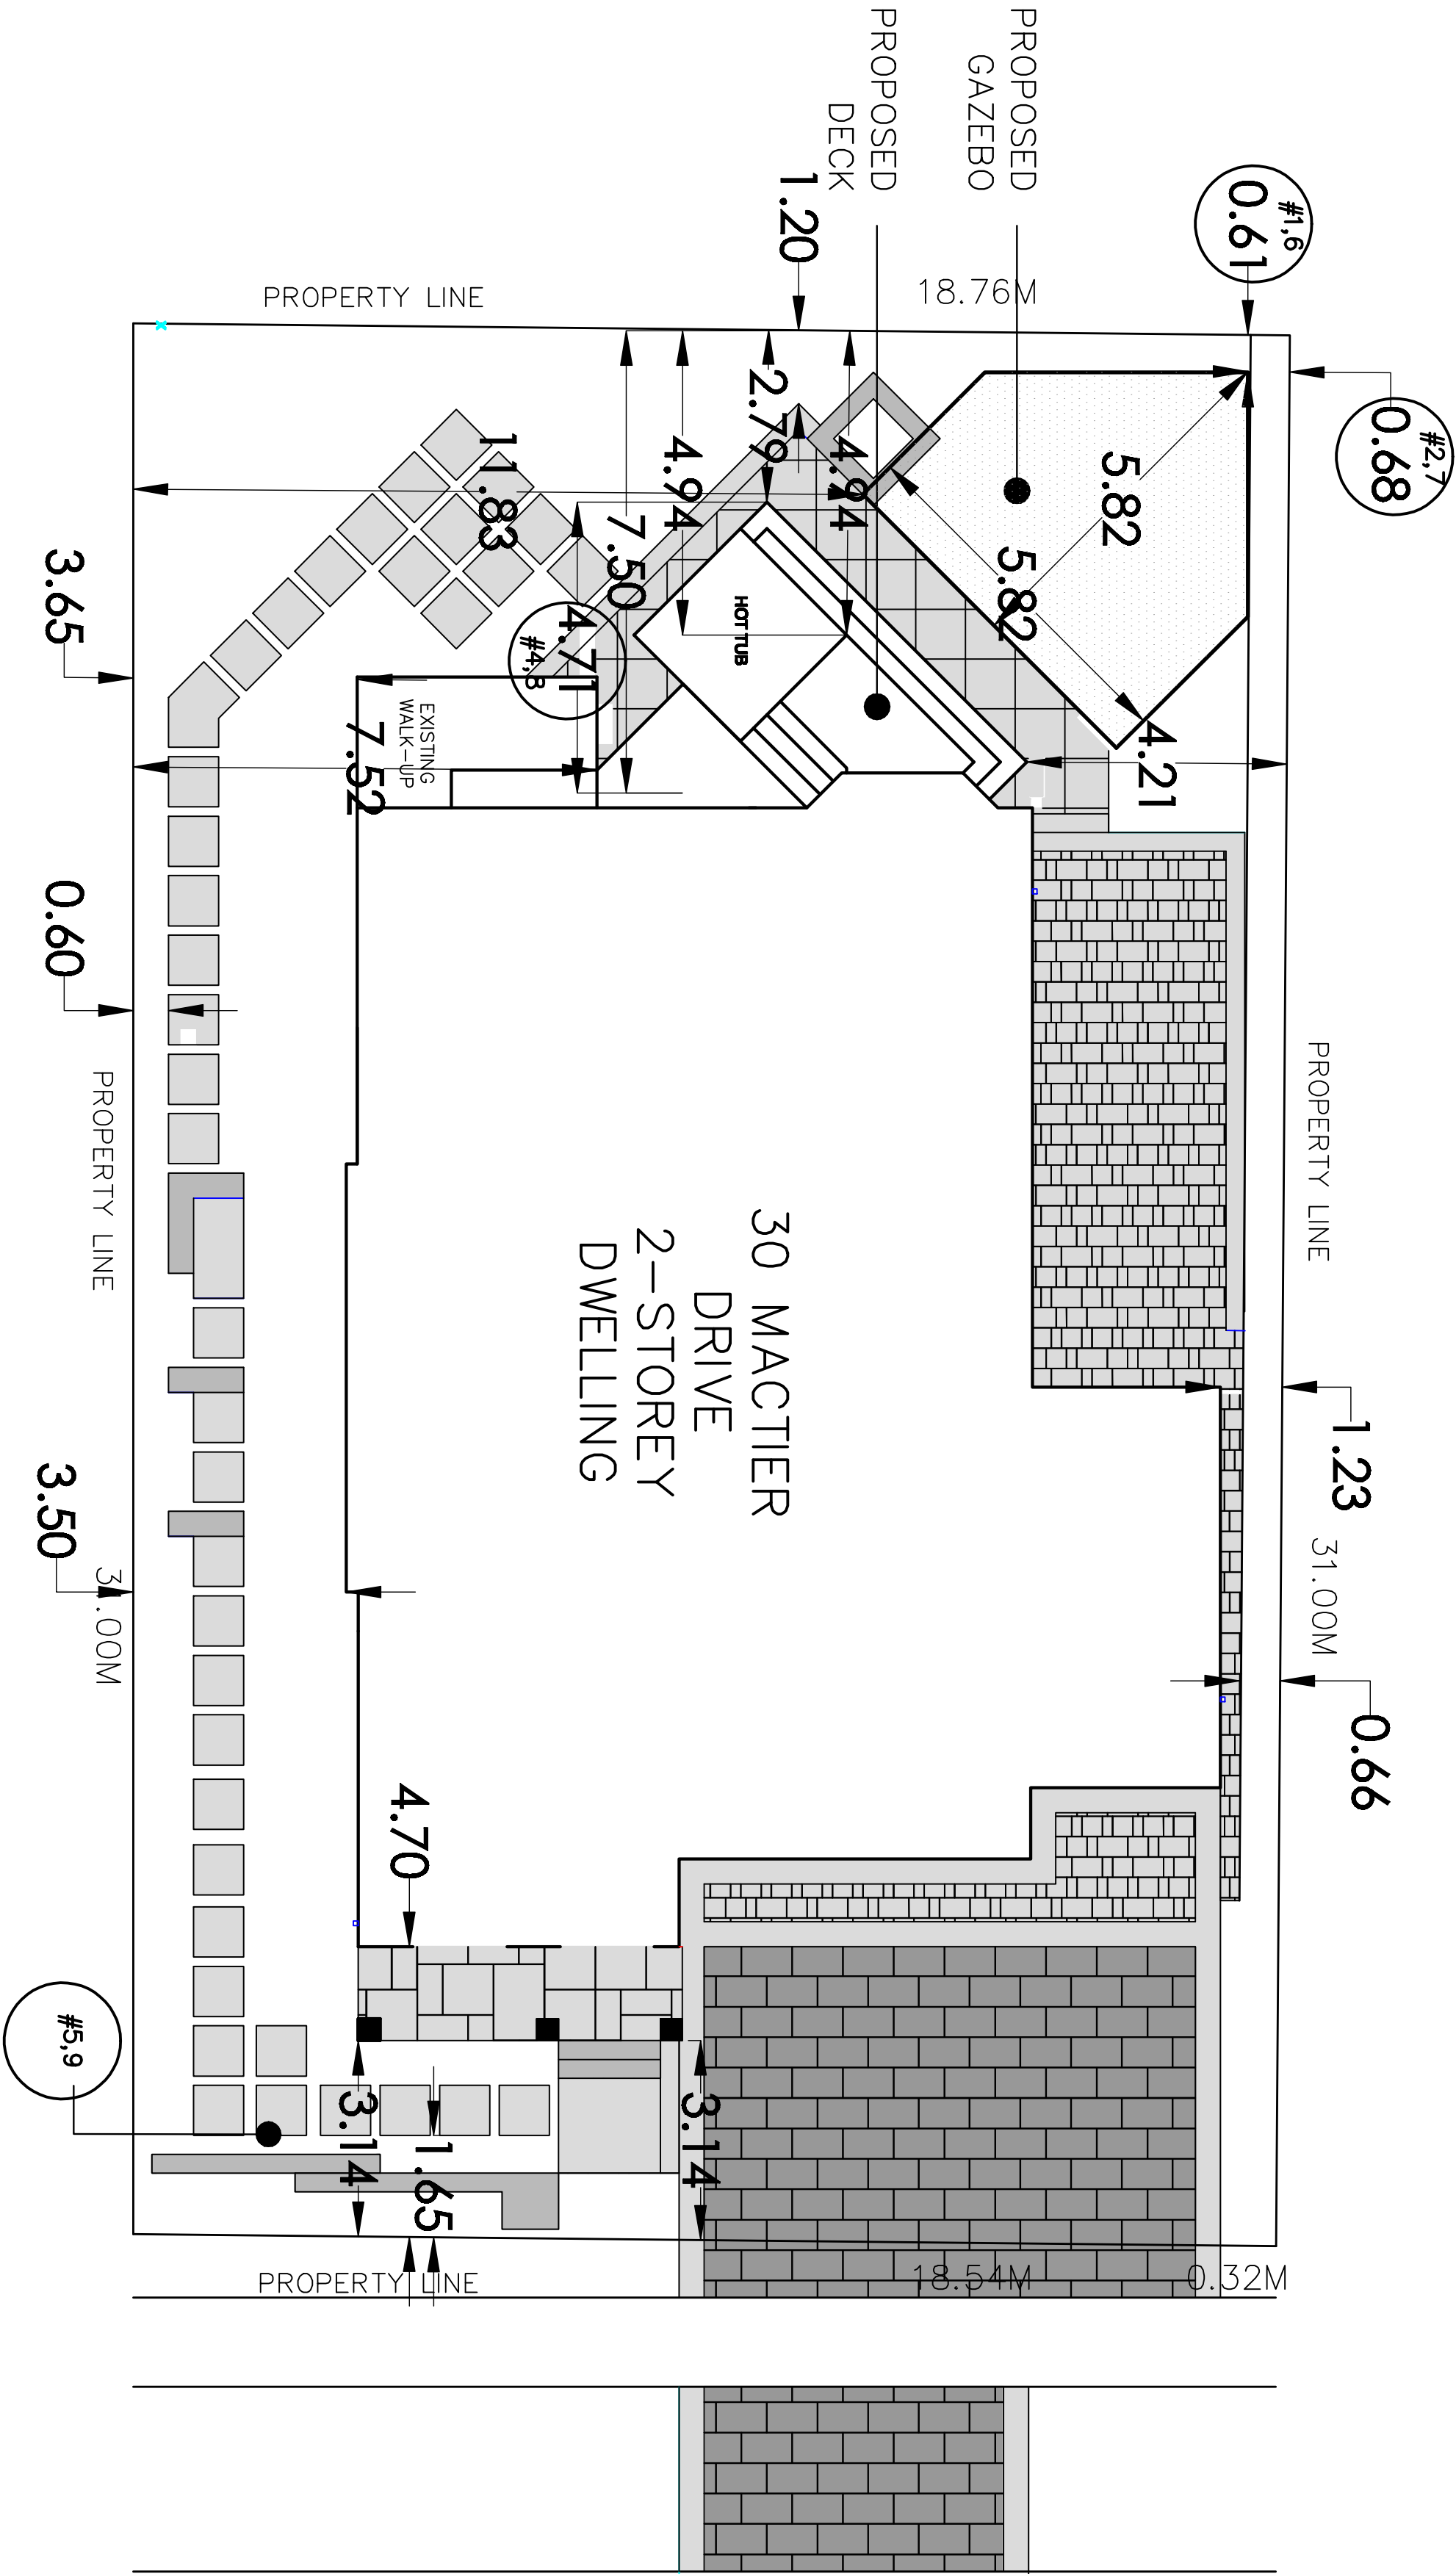 PROPOSED
GAZEBO
PROPOSED
DECK
1.20
#1,6
0.61
18.76M
PROPERTY LINE
#2,7
0.68
5.82
5.82
2.79
4.94
4.94
11.83
7.50
4.71
#4,8
HOT TUB
3.65
EXISTING
WALK-UP
7.52
4.21
0.60
PROPERTY LINE
PROPERTY LINE
30 MACTIER
DRIVE
2-STOREY
DWELLING
1.23
31.00M
0.66
3.50
31.00M
4.70
#5,9
3.14
1.65
3.14
PROPERTY LINE
18.54M
0.32M